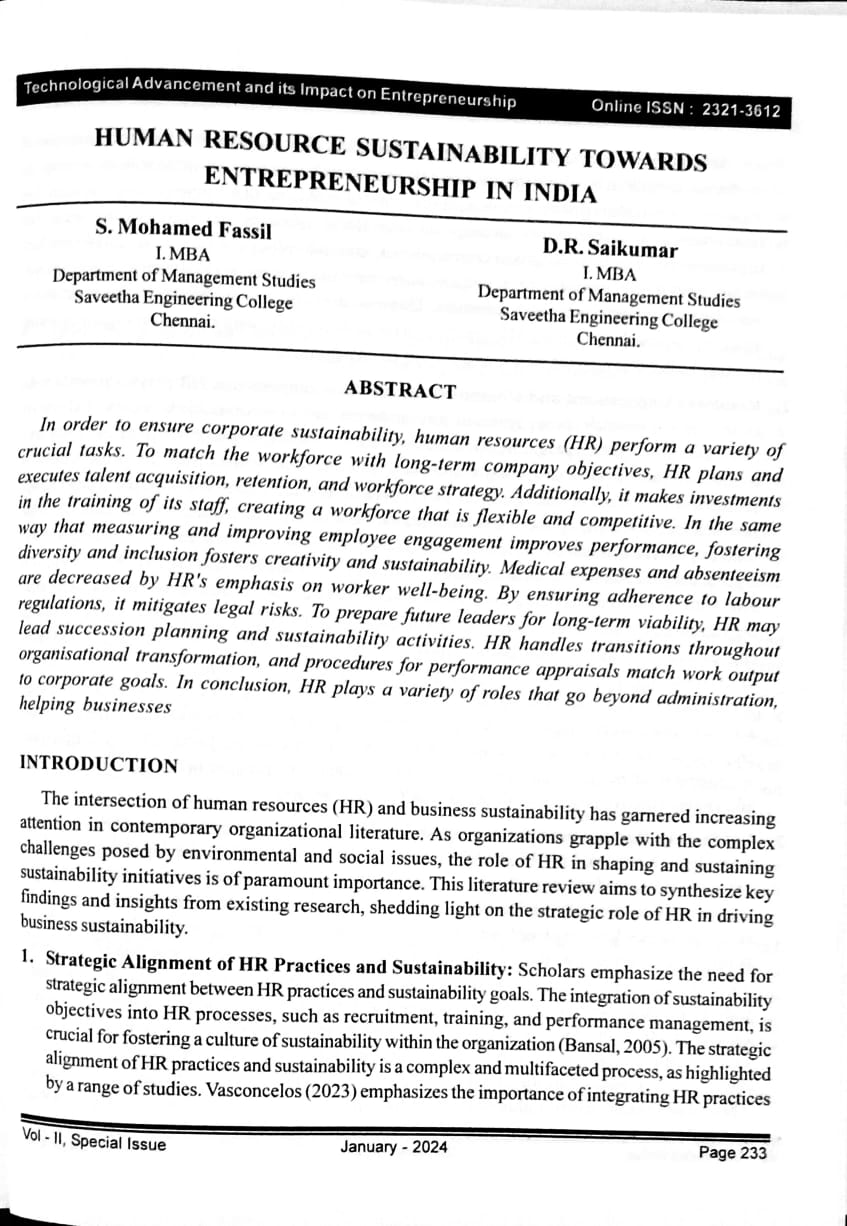 Technological Advancement and its Impact on Entrepreneurship Online ISSN : 2321-3612
HUMAN RESOURCE SUSTAINABILITY TOWARDS
ENTREPRENEURSHIP IN INDIA
S. Mohamed Fassil
I. MBA
Department of Management Studies
Saveetha Engineering College
Chennai.
D.R. Saikumar
I. MBA
Department of Management Studies
Saveetha Engineering College
Chennai.
ABSTRACT
In order to ensure corporate sustainability, human resources (HR) perform a variety of
crucial tasks. To match the workforce with long-term company objectives, HR plans and
executes talent acquisition, retention, and workforce strategy. Additionally, it makes investments
in the training of its staff, creating a workforce that is flexible and competitive. In the same
way that measuring and improving employee engagement improves performance, fostering
diversity and inclusion fosters creativity and sustainability. Medical expenses and absenteeism
are decreased by HR's emphasis on worker well-being. By ensuring adherence to labour
regulations, it mitigates legal risks. To prepare future leaders for long-term viability, HR may
lead succession planning and sustainability activities. HR handles transitions throughout
organisational transformation, and procedures for performance appraisals match work output
to corporate goals. In conclusion, HR plays a variety of roles that go beyond administration,
helping businesses
INTRODUCTION
The intersection of human resources (HR) and business sustainability has garnered increasing
attention in contemporary organizational literature. As organizations grapple with the complex
challenges posed by environmental and social issues, the role of HR in shaping and sustaining
sustainability initiatives is of paramount importance. This literature review aims to synthesize key
findings and insights from existing research, shedding light on the strategic role of HR in driving
business sustainability.
1. Strategic Alignment of HR Practices and Sustainability: Scholars emphasize the need for
strategic alignment between HR practices and sustainability goals. The integration of sustainability
objectives into HR processes, such as recruitment, training, and performance management, is
crucial for fostering a culture of sustainability within the organization (Bansal, 2005). The strategic
alignment of HR practices and sustainability is a complex and multifaceted process, as highlighted
by a range of studies. Vasconcelos (2023) emphasizes the importance of integrating HR practices
Vol - II, Special Issue January - 2024 Page 233